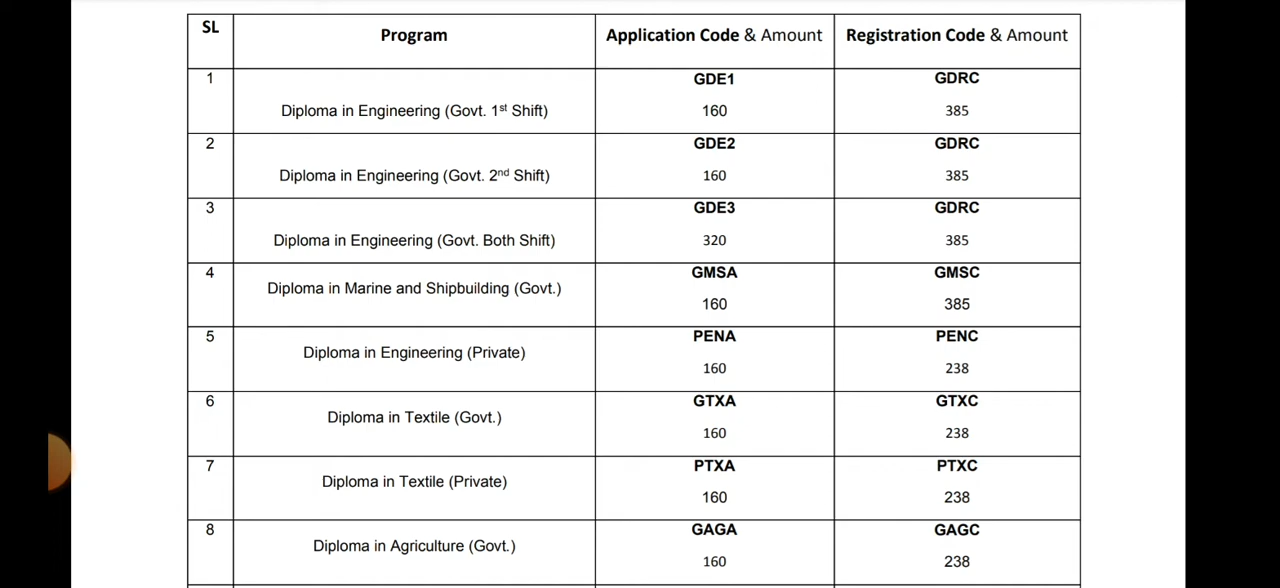 SL Program Application Code & Amount Registration Code & Amount
1 GDE1 GDRC
Diploma in Engineering (Govt. 1st Shift) 160 385
2 GDE2 GDRC
Diploma in Engineering (Govt. 2nd Shift) 160 385
3 GDE3 GDRC
Diploma in Engineering (Govt. Both Shift) 320 385
4 GMSA GMSC
Diploma in Marine and Shipbuilding (Govt.)
160 385
5 PENA PENC
Diploma in Engineering (Private)
160 238
6 GTXA GTXC
Diploma in Textile (Govt.)
160 238
7 PTXA PTXC
Diploma in Textile (Private)
160 238
8 GAGA GAGC
Diploma in Agriculture (Govt.)
160 238